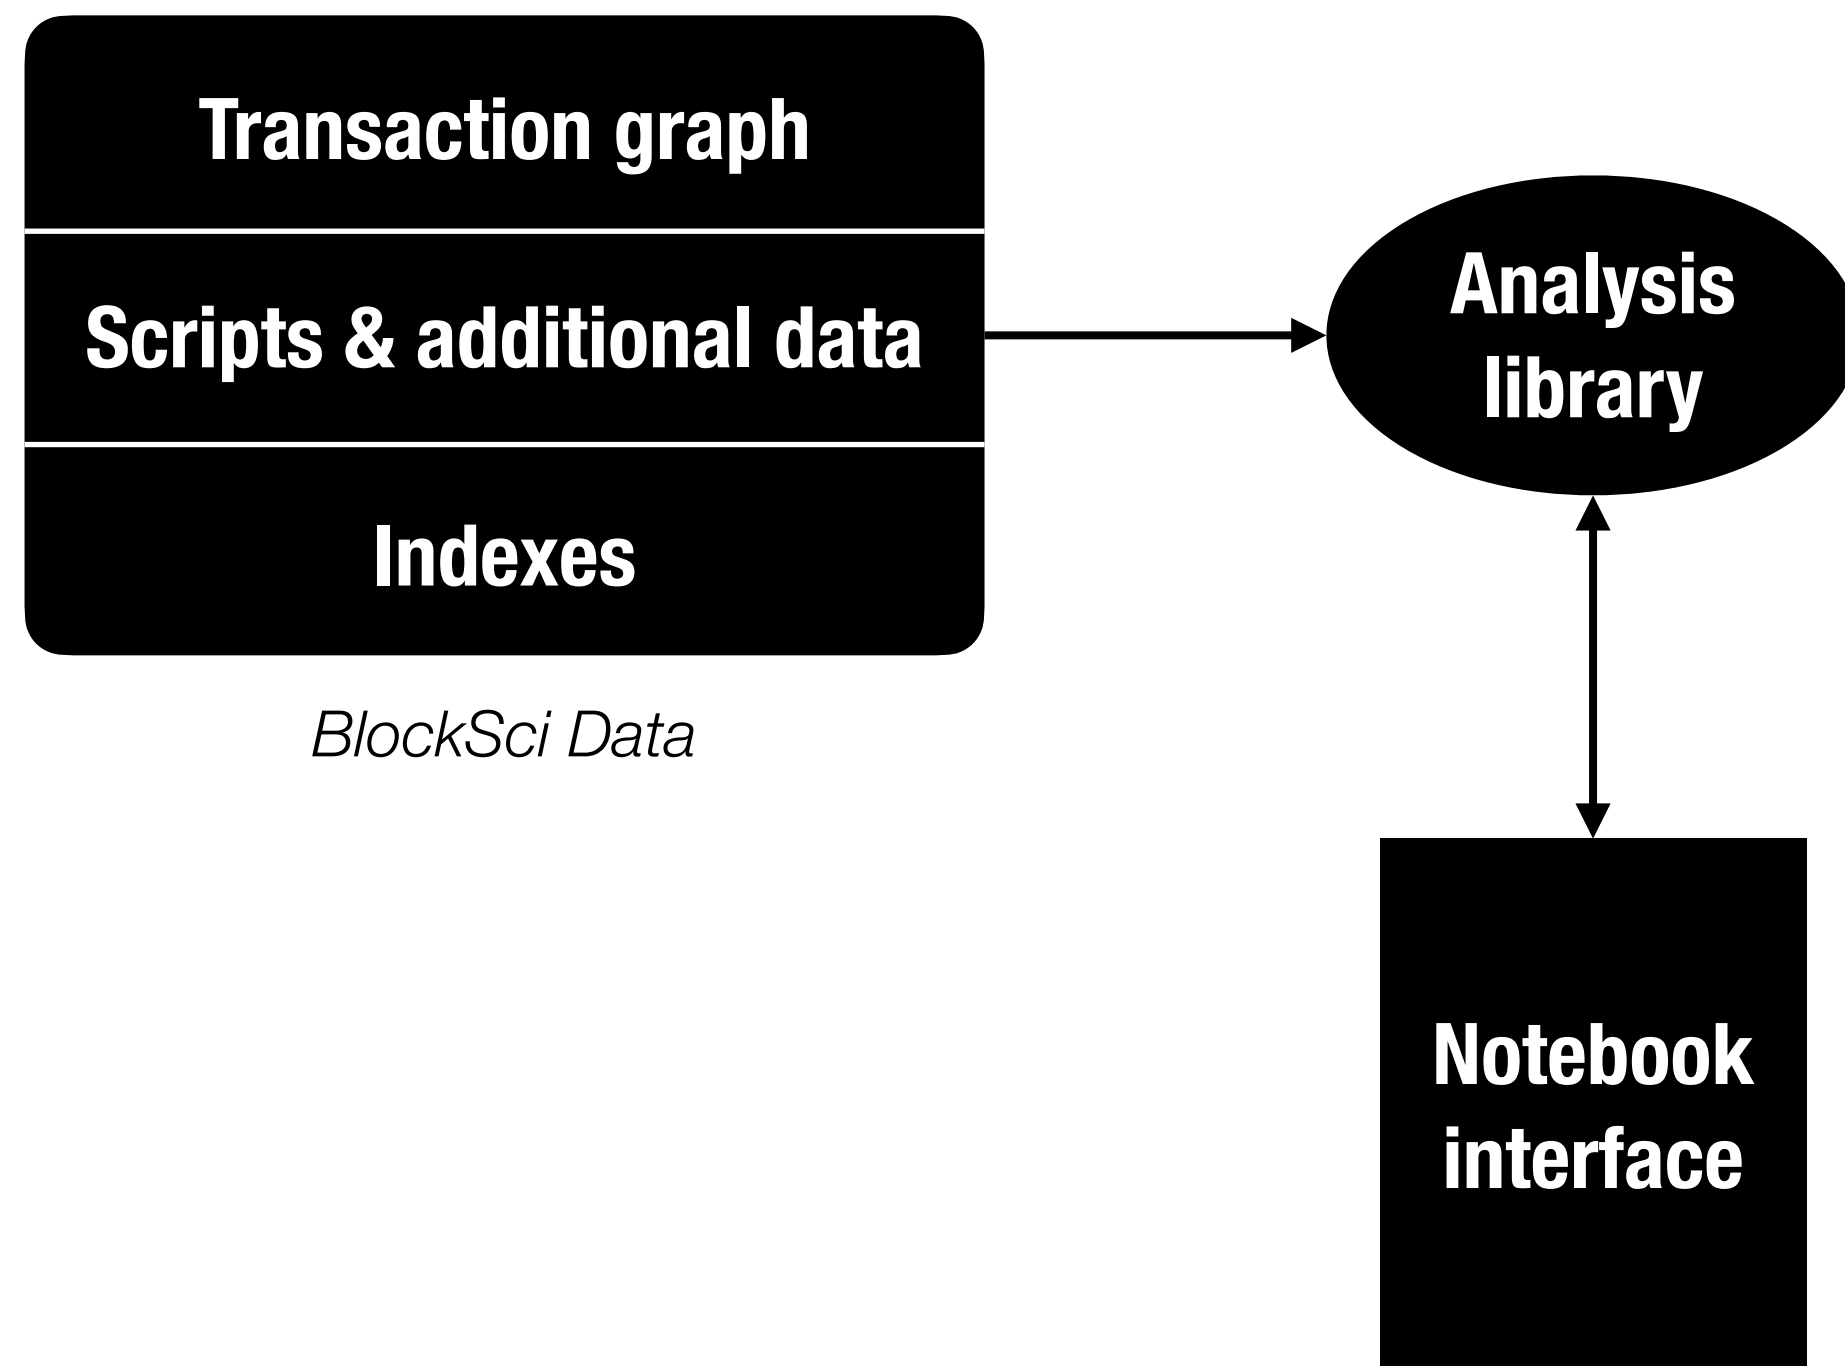 Transaction graph
Scripts & additional data
Indexes
BlockSci Data
Analysis
library
Notebook
interface